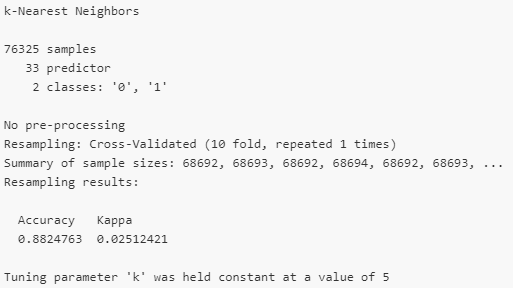 k-Nearest Neighbors

76325 samples
   33 predictor
    2 classes: '0', '1'

No pre-processing
Resampling: Cross-Validated (10 fold, repeated 1 times)
Summary of sample sizes: 68692, 68693, 68692, 68694, 68692, 68693, ...
Resampling results:

  Accuracy   Kappa
  0.8824763  0.02512421

Tuning parameter 'k' was held constant at a value of 5